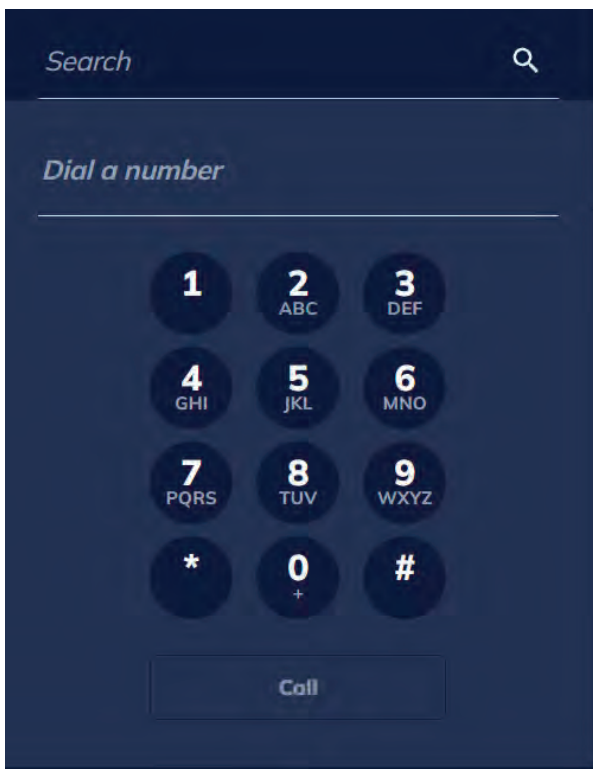 Search
Dial a number
1 2 3
ABC DEF
4 5 6
GHI JKL MNO
7 8 9
PQRS TUV WXYZ
* 0 #
+
Call